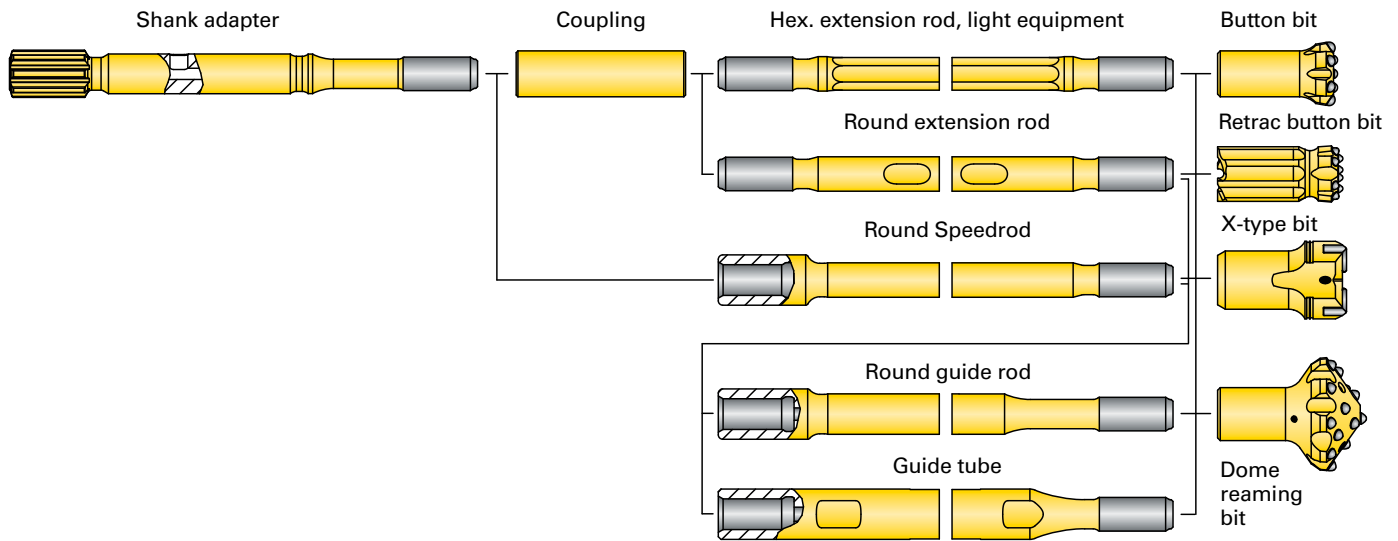 Shank adapter
Coupling
Hex. extension rod, light equipment
Button bit
Round extension rod
Retrac button bit
Round Speedrod
X-type bit
Round guide rod
Guide tube
Dome
reaming
bit